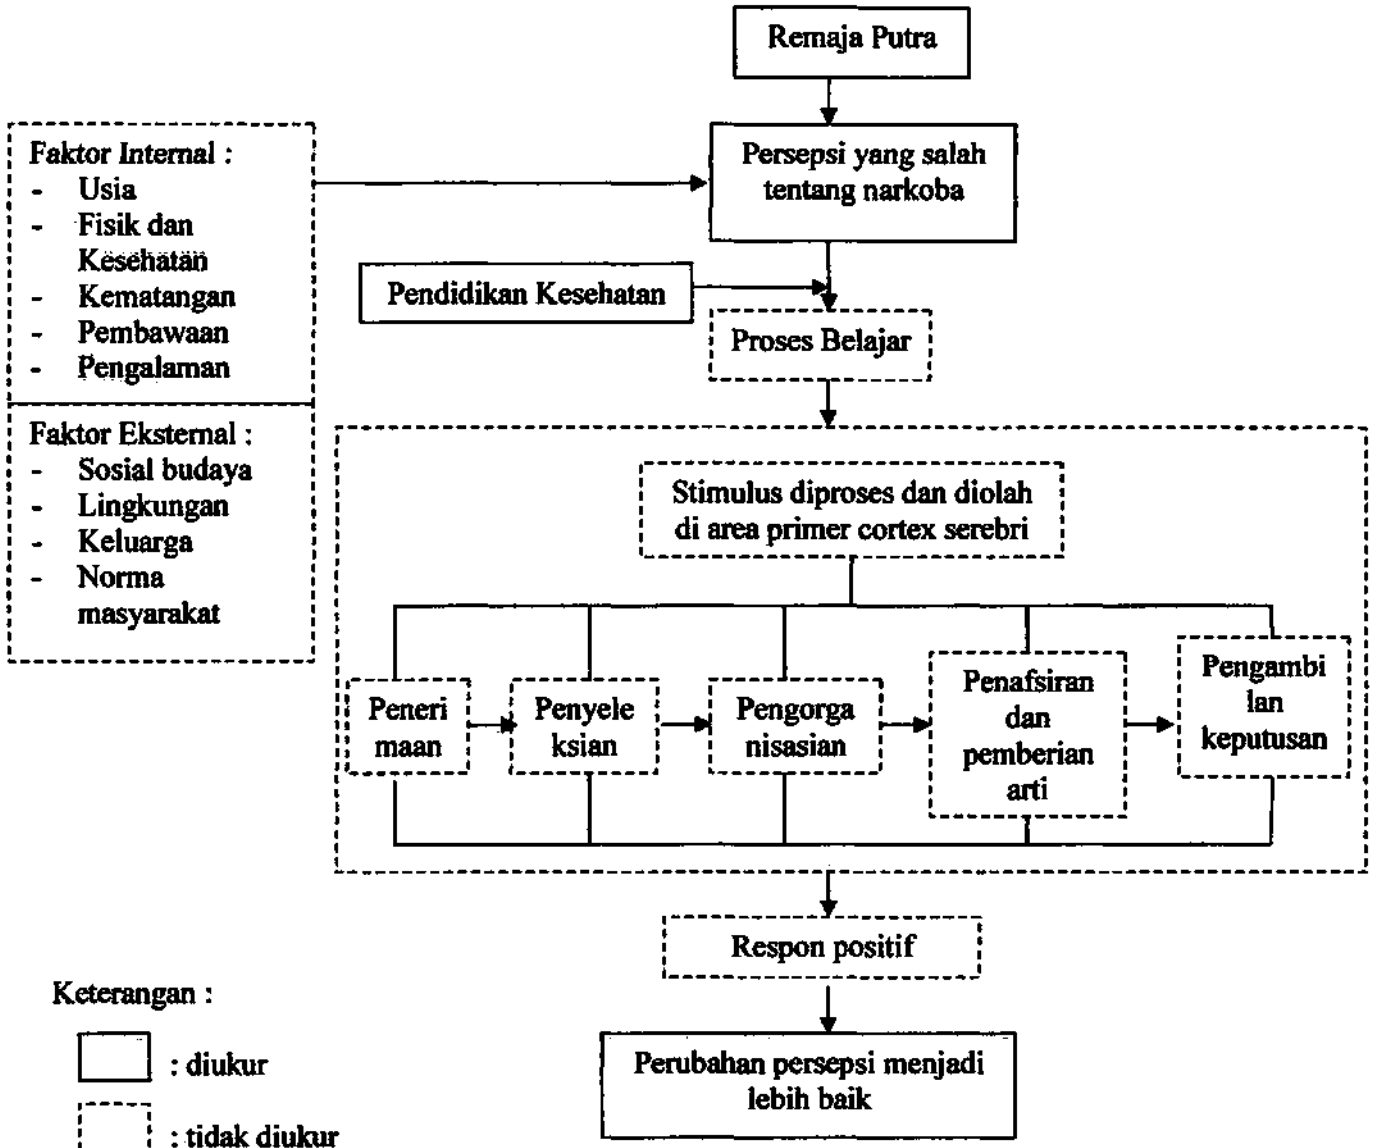 Remaja Putra
Faktor Internal :
- Usia
- Fisik dan
Kesehatan
- Kematangan
- Pembawaan
- Pengalaman
Persepsi yang salah
tentang narkoba
Pendidikan Kesehatan
Proses Belajar
Faktor Eksternal :
- Sosial budaya
- Lingkungan
- Keluarga
- Norma
masyarakat
Stimulus diproses dan diolah
di area primer cortex serebri
Peneri
maan
Penyele
ksian
Pengorga
nisasian
Penafsiran
dan
pemberian
arti
Pengambi
lan
keputusan
Respon positif
Perubahan persepsi menjadi
lebih baik
Keterangan :
: diukur
: tidak diukur